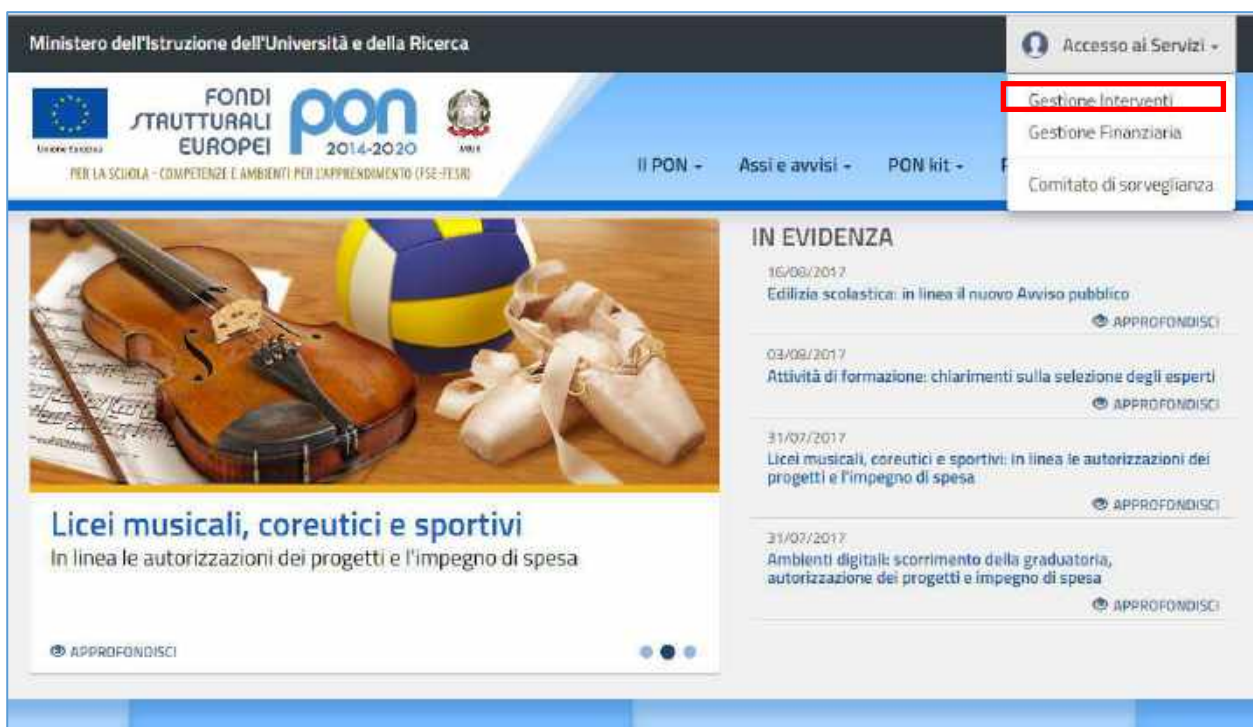 Ministero dell'Istruzione dell'Università e della Ricerca
Accesso ai Servizi
Gestione Interventi
Gestione Finanziaria
Comitato di sorveglianza
FONDI
STRUTTURALI
EUROPEI
pon
2014-2020
Unione Europea
MIUR
PER LA SCUOLA - COMPETENZE E AMBIENTI PER L'APPRENDIMENTO (FSE-FESR)
Il PON
Assi e avvisi
PON kit
IN EVIDENZA
16/08/2017
Edilizia scolastica: in linea il nuovo Avviso pubblico
APPROFONDISCI
03/08/2017
Attività di formazione: chiarimenti sulla selezione degli esperti
APPROFONDISCI
31/07/2017
Licei musicali, coreutici e sportivi: in linea le autorizzazioni dei
progetti e l'impegno di spesa
APPROFONDISCI
31/07/2017
Ambienti digitali: scorrimento della graduatoria,
autorizzazione dei progetti e impegno di spesa
APPROFONDISCI
Licei musicali, coreutici e sportivi
In linea le autorizzazioni dei progetti e l'impegno di spesa
APPROFONDISCI